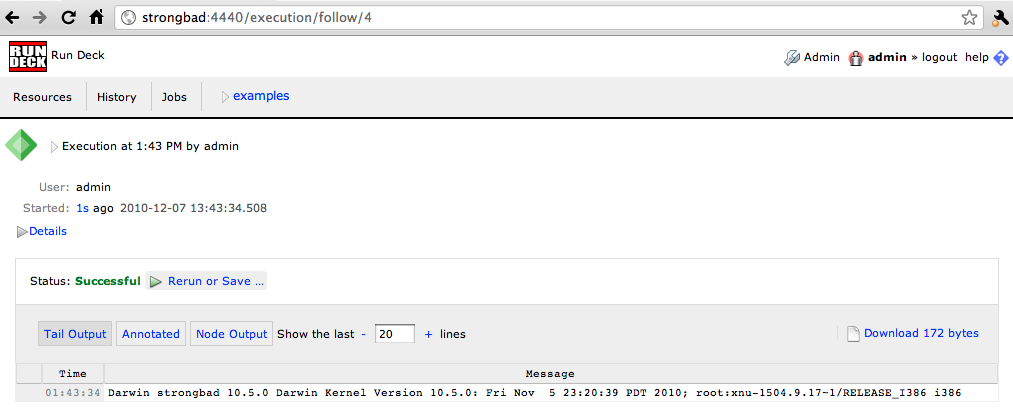 strongbad:4440/execution/follow/4
RUN DECK Run Deck
Admin admin » logout help ?
Resources History Jobs examples
Execution at 1:43 PM by admin
User: admin
Started: 1s ago 2010-12-07 13:43:34.508
Details
Status: Successful Rerun or Save ...
Tail Output Annotated Node Output Show the last - 20 + lines Download 172 bytes
Time Message
01:43:34 Darwin strongbad 10.5.0 Darwin Kernel Version 10.5.0: Fri Nov  5 23:20:39 PDT 2010; root:xnu-1504.9.17~1/RELEASE_I386 i386